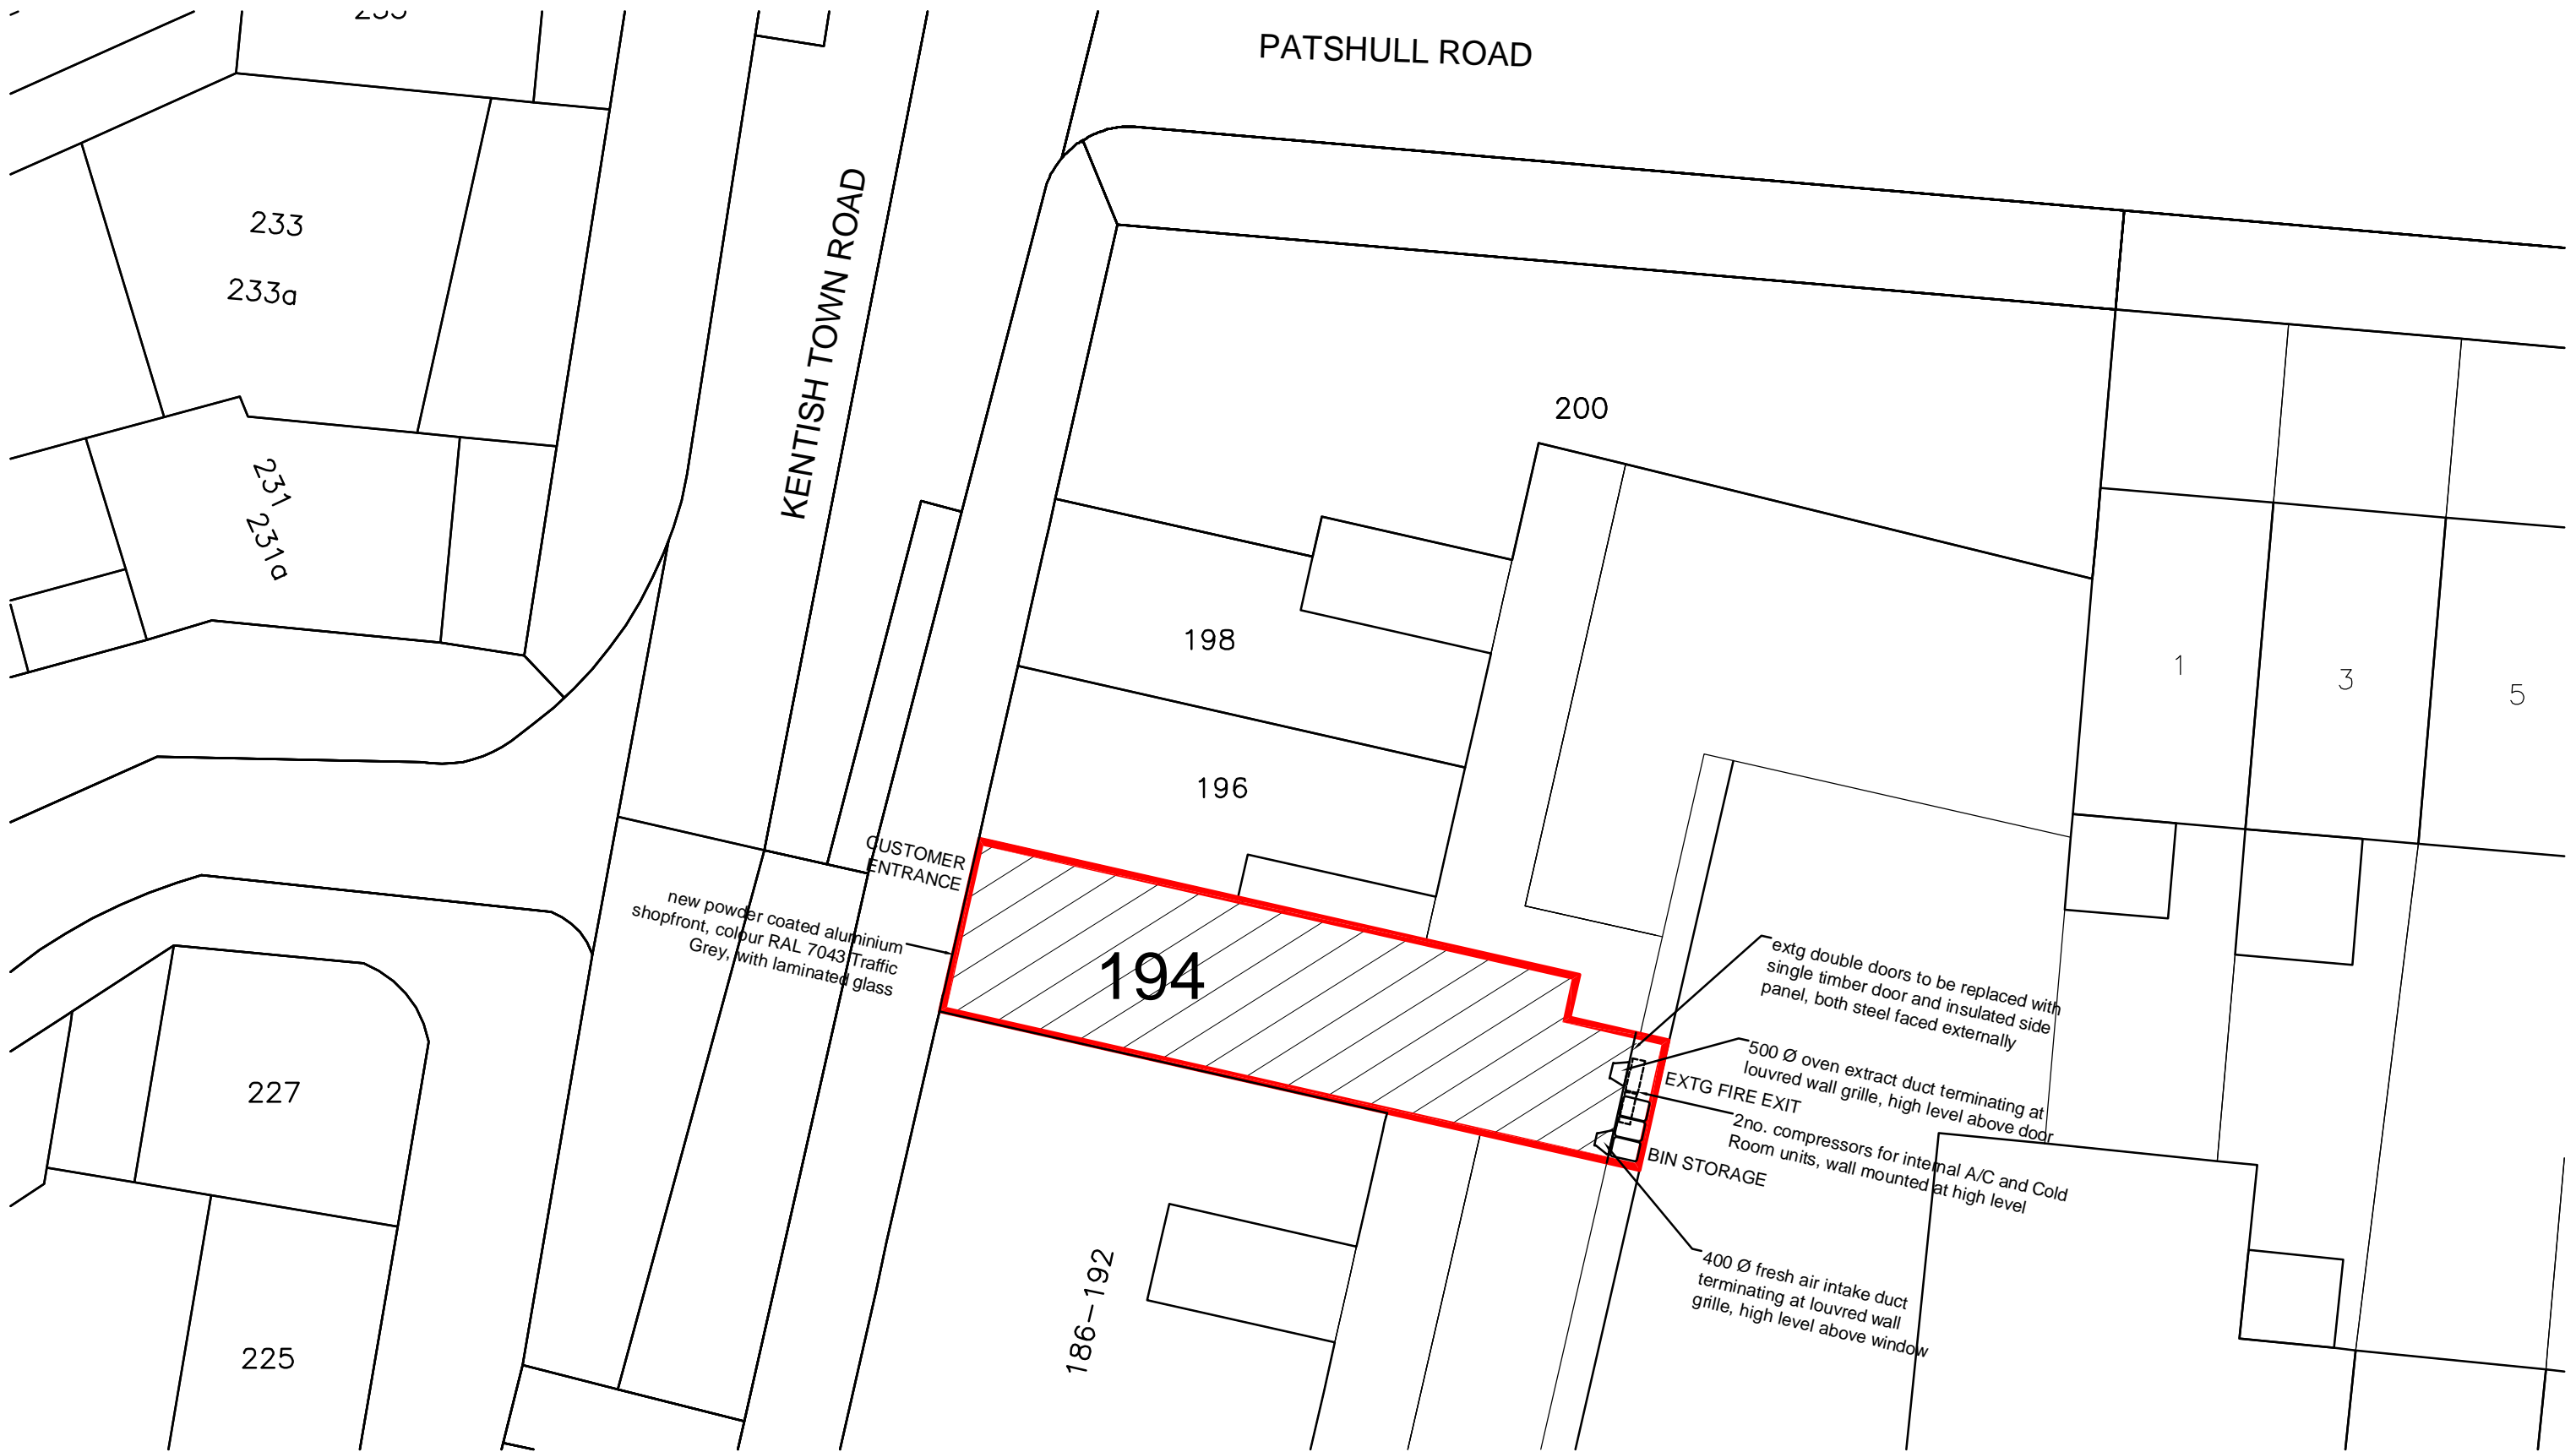 PATSHULL ROAD
KENTISH TOWN ROAD
233
233a
231
231a
200
198
196
1
3
5
CUSTOMER
ENTRANCE
new powder coated aluminium
shopfront, colour RAL 7043 Traffic
Grey, with laminated glass
194
extg double doors to be replaced with
single timber door and insulated side
panel, both steel faced externally
500 Ø oven extract duct terminating at
louvred wall grille, high level above door
EXTG FIRE EXIT
2no. compressors for internal A/C and Cold
Room units, wall mounted at high level
BIN STORAGE
400 Ø fresh air intake duct
terminating at louvred wall
grille, high level above window
227
225
186–192